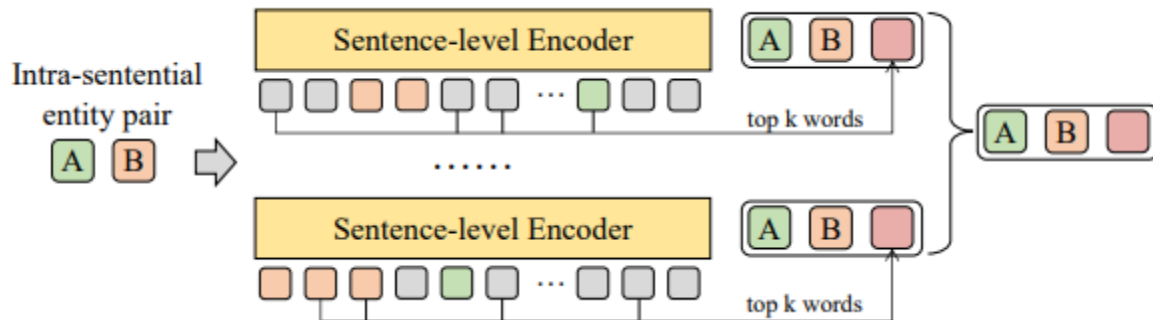 Sentence-level Encoder
A B
Intra-sentential
entity pair
A B
...
top k words
A B
......
Sentence-level Encoder
A B
...
top k words